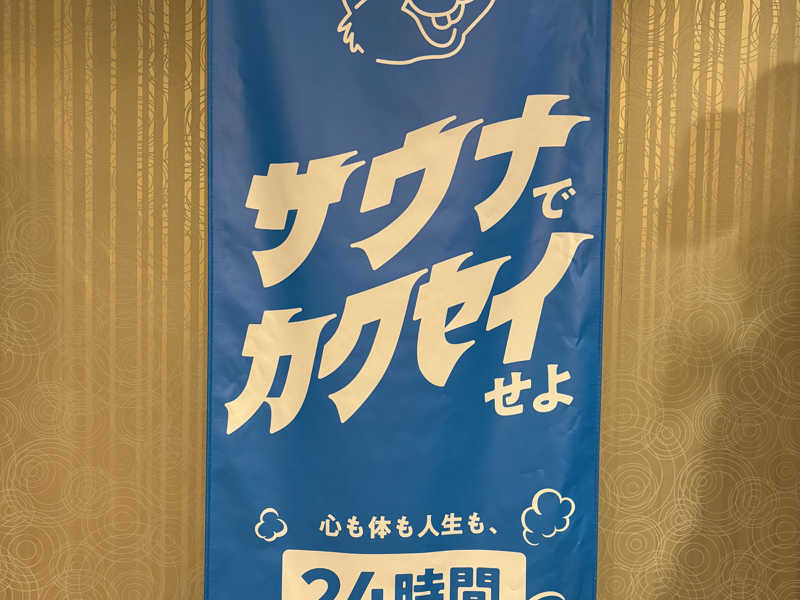 サウナで
カクセイせよ
心も体も人生も、
24時間